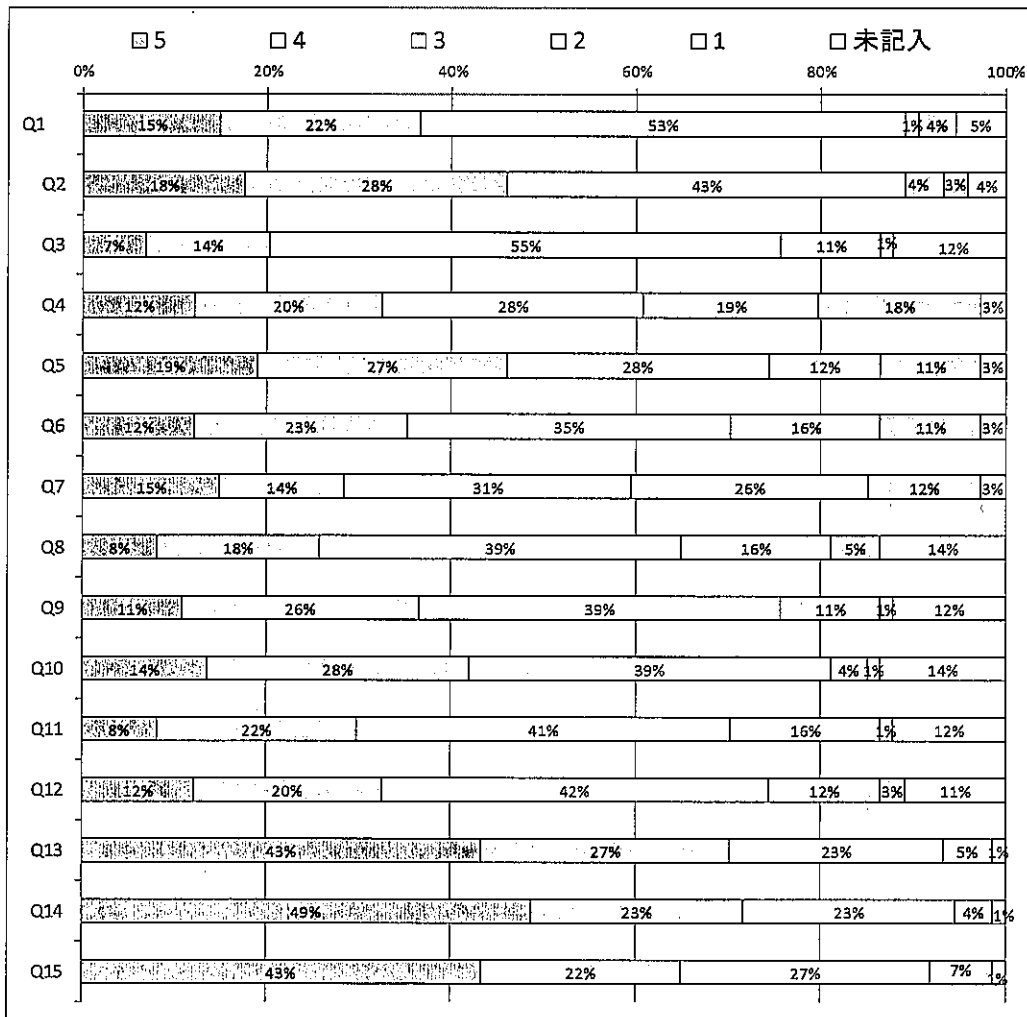 5 4 3 2 1 未記入
0% 20% 40% 60% 80% 100%
Q1 15% 22% 53% 1% 4% 5%
Q2 18% 28% 43% 4% 3% 4%
Q3 7% 14% 55% 11% 1% 12%
Q4 12% 20% 28% 19% 18% 3%
Q5 19% 27% 28% 12% 11% 3%
Q6 12% 23% 35% 16% 11% 3%
Q7 15% 14% 31% 26% 12% 3%
Q8 8% 18% 39% 16% 5% 14%
Q9 11% 26% 39% 11% 1% 12%
Q10 14% 28% 39% 4% 1% 14%
Q11 8% 22% 41% 16% 1% 12%
Q12 12% 20% 42% 12% 3% 11%
Q13 43% 27% 23% 5% 1%
Q14 49% 23% 23% 4% 1%
Q15 43% 22% 27% 7% 1%